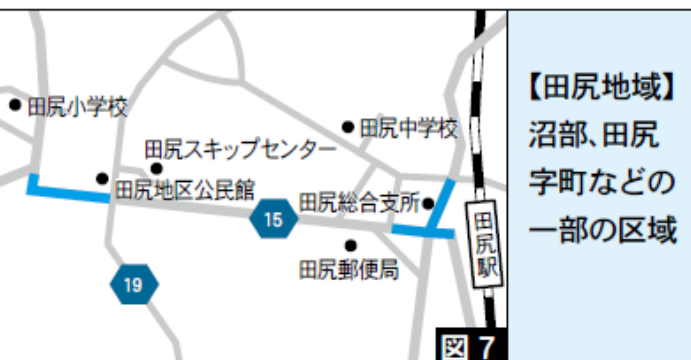 田尻小学校
田尻中学校
田尻スキップセンター
田尻地区公民館
田尻総合支所
15
田尻郵便局
19
田尻駅
図7
【田尻地域】
沼部、田尻
字町などの
一部の区域